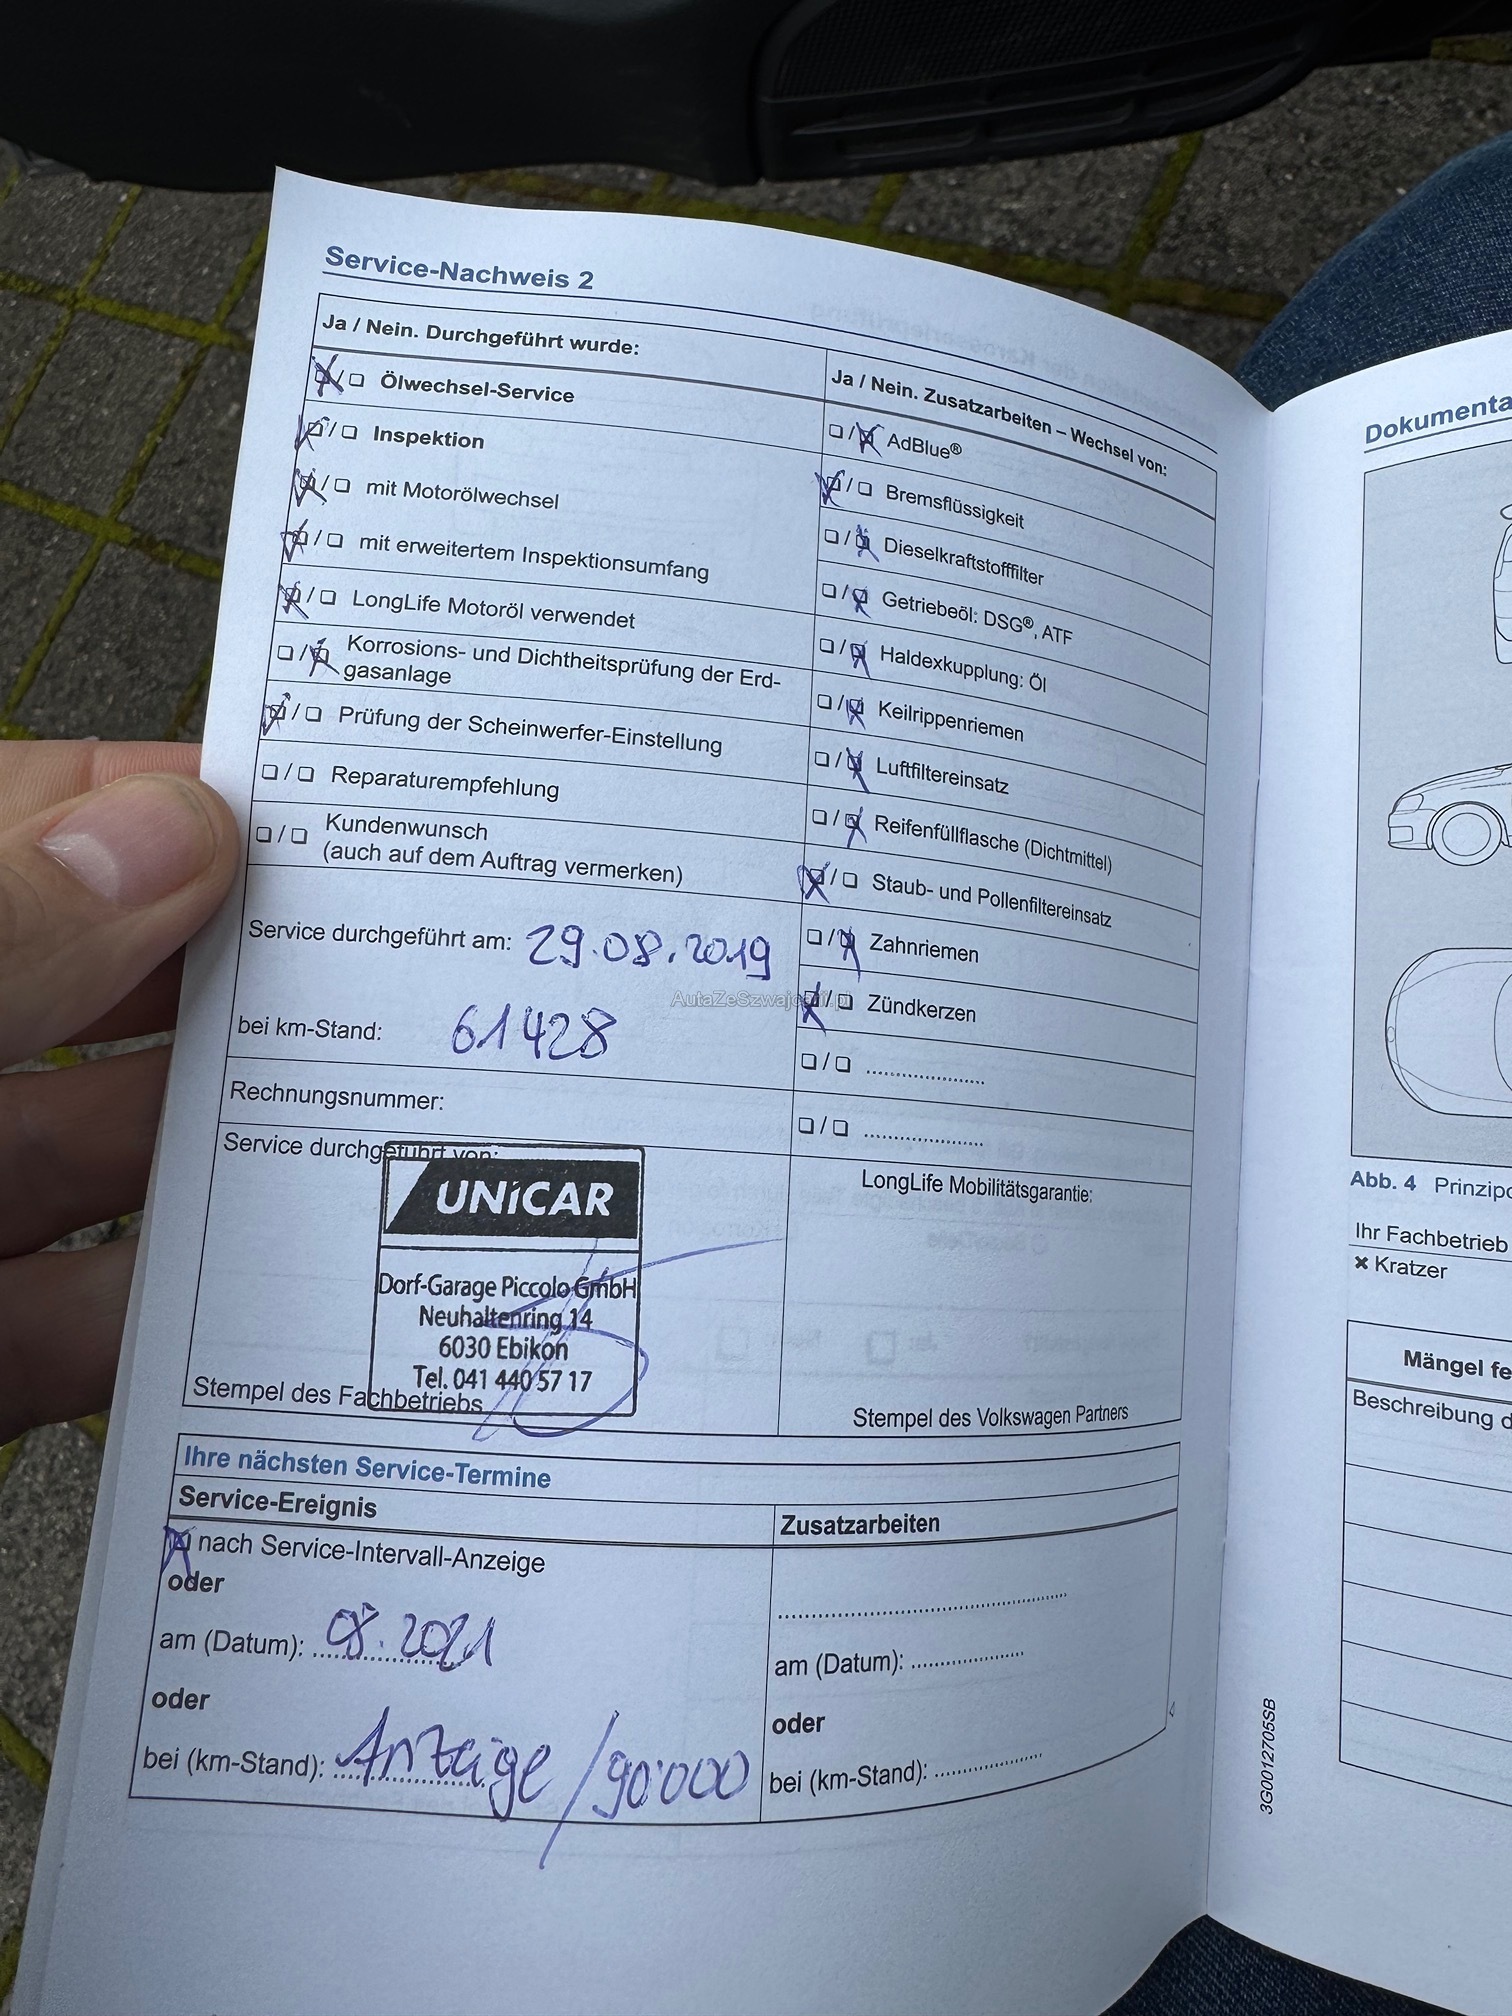 Service-Nachweis 2
Ja / Nein. Durchgeführt wurde:
Ölwechsel-Service
Inspektion
mit Motorölwechsel
mit erweitertem Inspektionsumfang
LongLife Motoröl verwendet
Korrosions- und Dichtheitsprüfung der Erd-
gasanlage
Prüfung der Scheinwerfer-Einstellung
Reparaturempfehlung
Kundenwunsch
(auch auf dem Auftrag vermerken)
Service durchgeführt am: 29.08.2019
bei km-Stand: 61428
Rechnungsnummer:
Service durchgeführt von:
UNiCAR
Dorf-Garage Piccolo GmbH
Neuhaltenring 14
6030 Ebikon
Tel. 041 440 57 17
Stempel des Fachbetriebs
Ja / Nein. Zusatzarbeiten – Wechsel von:
AdBlue®
Bremsflüssigkeit
Dieselkraftstofffilter
Getriebeöl: DSG®, ATF
Haldexkupplung: Öl
Keilrippenriemen
Luftfiltereinsatz
Reifenfüllflasche (Dichtmittel)
Staub- und Pollenfiltereinsatz
Zahnriemen
Zündkerzen
LongLife Mobilitätsgarantie:
Stempel des Volkswagen Partners
Ihre nächsten Service-Termine
Service-Ereignis
nach Service-Intervall-Anzeige
oder
am (Datum): 08.2021
oder
bei (km-Stand): Anzeige / 90'000
Zusatzarbeiten
am (Datum):
oder
bei (km-Stand):
3G0012705SB
Dokumenta
Abb. 4 Prinzip
Ihr Fachbetrieb
× Kratzer
Mängel fe
Beschreibung d
AutaZeSzwajcarii.pl